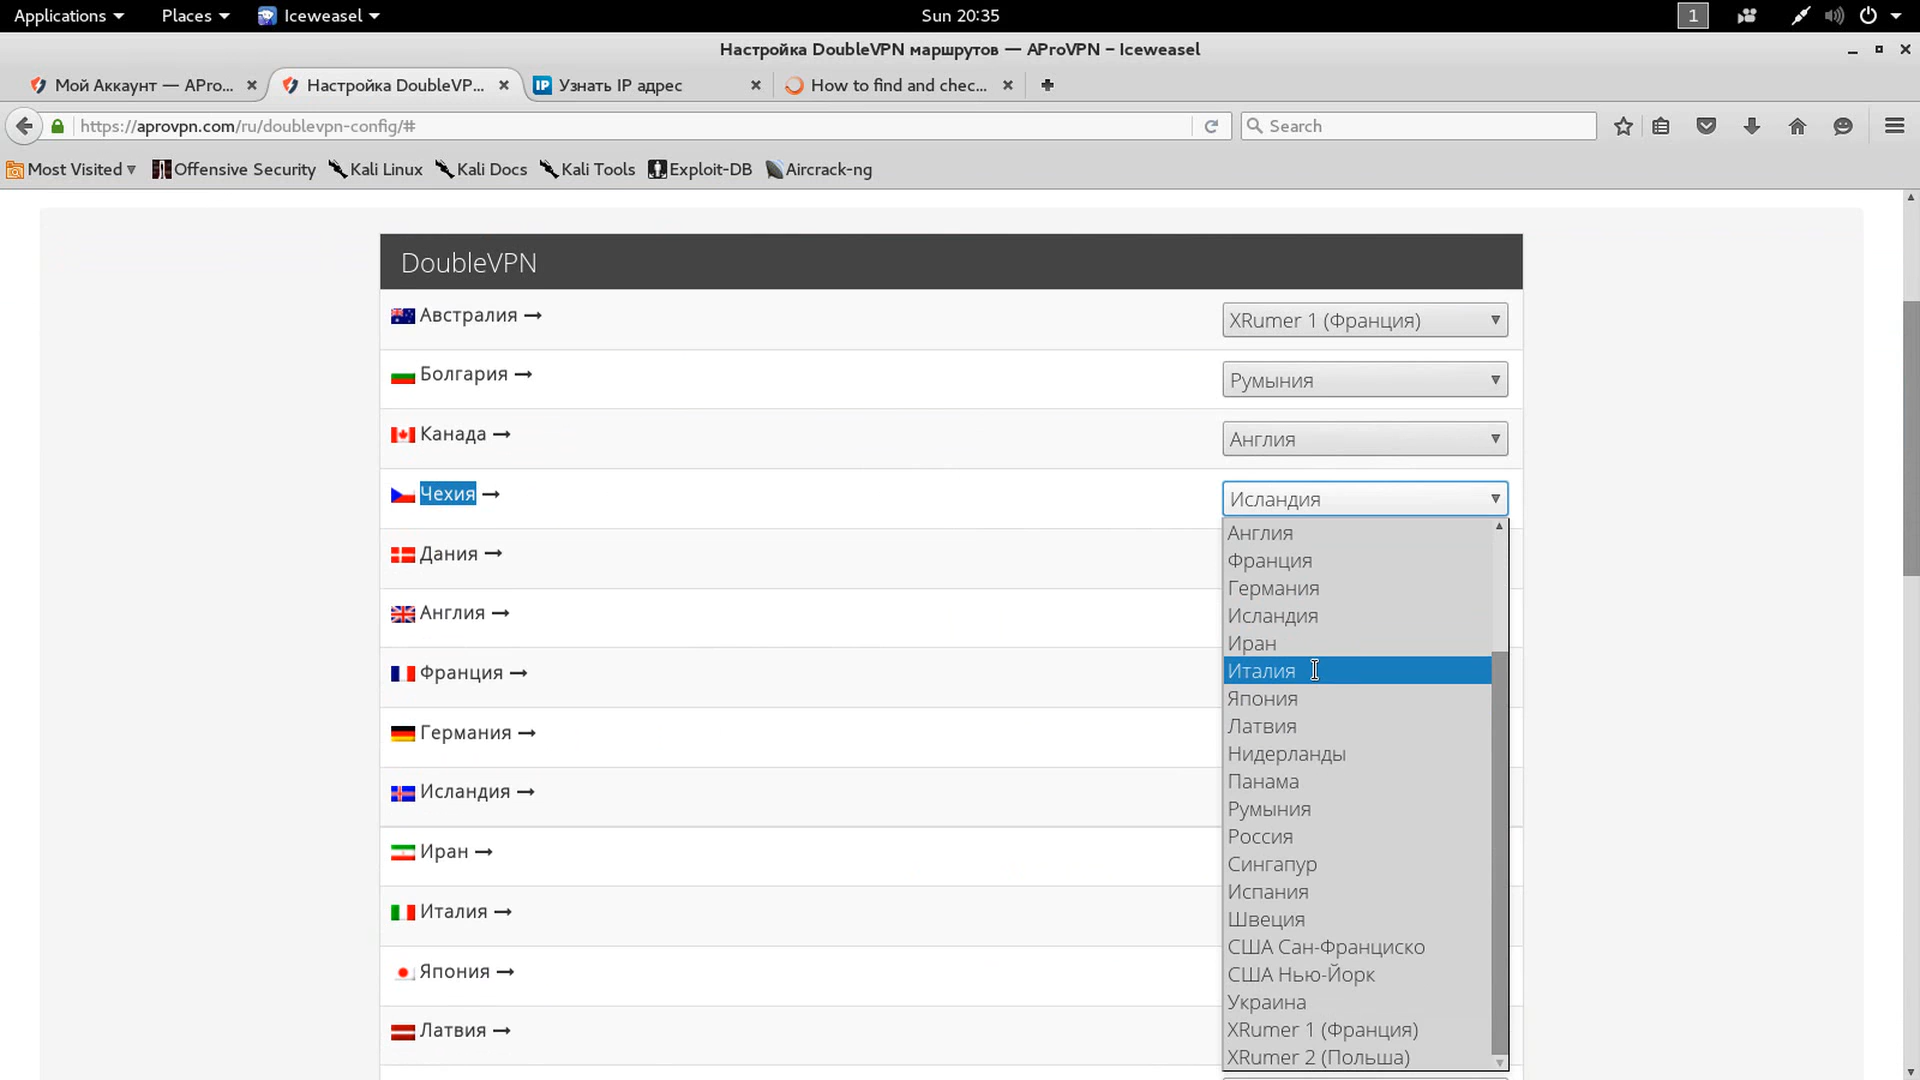 Applications Places Iceweasel Sun 20:35 1
Настройка DoubleVPN маршрутов — AProVPN – Iceweasel
Мой Аккаунт — APro... Настройка DoubleVP... IP Узнать IP адрес How to find and chec...
https://aprovpn.com/ru/doublevpn-config/# Search
Most Visited Offensive Security Kali Linux Kali Docs Kali Tools Exploit-DB Aircrack-ng
DoubleVPN
Австралия → XRumer 1 (Франция)
Болгария → Румыния
Канада → Англия
Чехия → Исландия
Дания →
Англия →
Франция →
Германия →
Исландия →
Иран →
Италия →
Япония →
Латвия →
Англия
Франция
Германия
Исландия
Иран
Италия
Япония
Латвия
Нидерланды
Панама
Румыния
Россия
Сингапур
Испания
Швеция
США Сан-Франциско
США Нью-Йорк
Украина
XRumer 1 (Франция)
XRumer 2 (Польша)